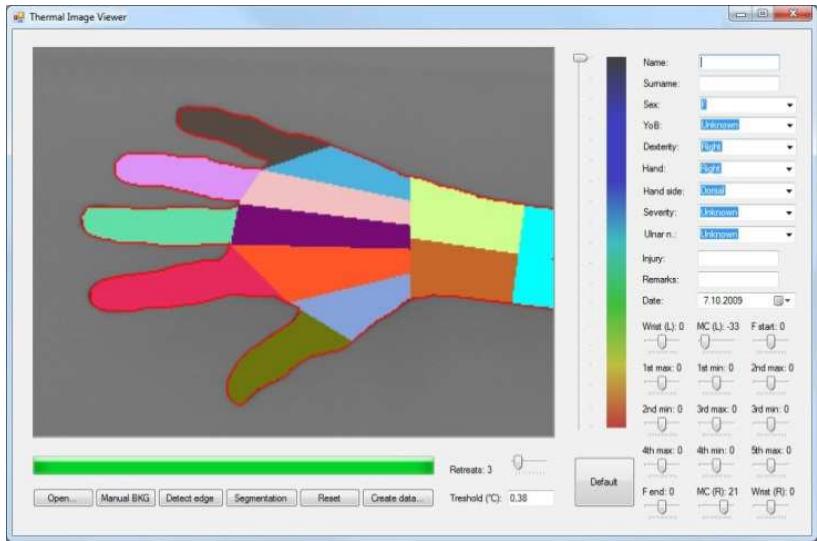 Thermal Image Viewer
Name:
Surname:
Sex: F
YoB: Unknown
Dexterity: Right
Hand: Right
Hand side: Dorsal
Severity: Unknown
Ulnar n.: Unknown
Injury:
Remarks:
Date: 7.10.2009
Wrist (L): 0 MC (L): -33 F start: 0
1st max: 0 1st min: 0 2nd max: 0
2nd min: 0 3rd max: 0 3rd min: 0
4th max: 0 4th min: 0 5th max: 0
F end: 0 MC (R): 21 Wrist (R): 0
Retreats: 3
Default
Open... Manual BKG Detect edge Segmentation Reset Create data... Treshold (°C): 0.38